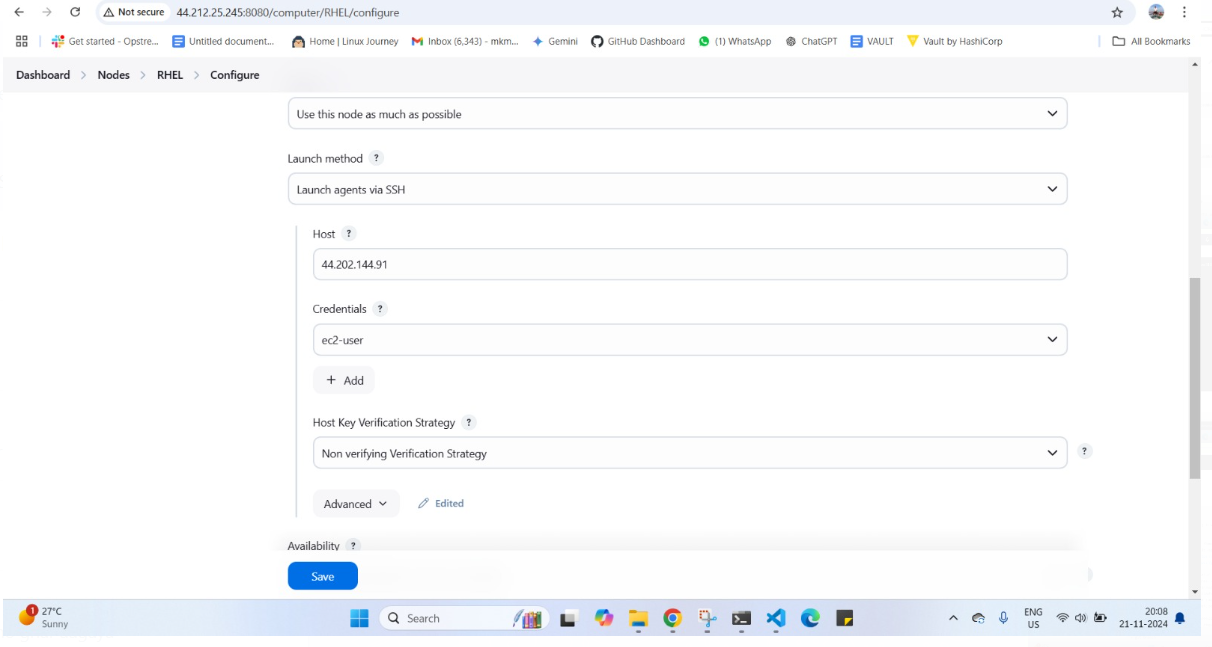 Not secure 44.212.25.245:8080/computer/RHEL/configure
Get started - Opstre... Untitled document... Home | Linux Journey Inbox (6,343) - mkm... Gemini GitHub Dashboard (1) WhatsApp ChatGPT VAULT Vault by HashiCorp All Bookmarks
Dashboard > Nodes > RHEL > Configure
Use this node as much as possible
Launch method ?
Launch agents via SSH
Host ?
44.202.144.91
Credentials ?
ec2-user
+ Add
Host Key Verification Strategy ?
Non verifying Verification Strategy
?
Advanced Edited
Availability ?
Save
1 27°C
Sunny
Search
ENG
US
20:08
21-11-2024